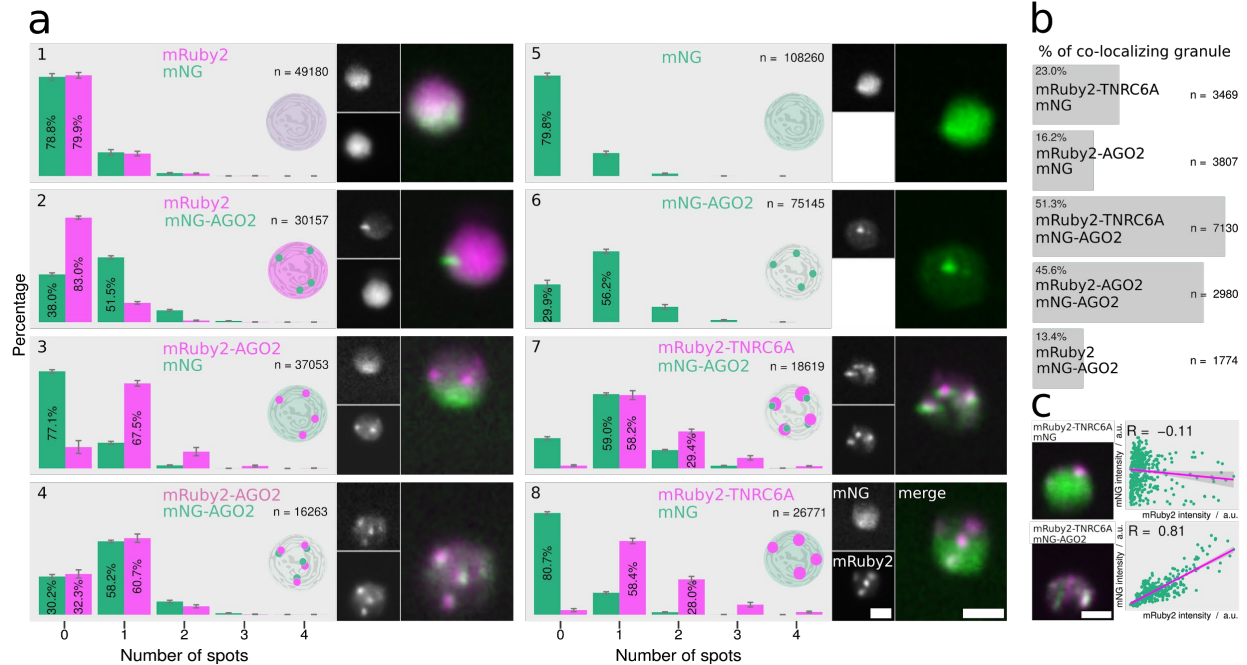 a
1
mRuby2
mNG
n = 49180
78.8%
79.9%
2
mRuby2
mNG-AGO2
n = 30157
38.0%
83.0%
51.5%
3
mRuby2-AGO2
mNG
n = 37053
77.1%
67.5%
4
mRuby2-AGO2
mNG-AGO2
n = 16263
30.2%
32.3%
58.2%
60.7%
0 1 2 3 4
Number of spots
Percentage
5
mNG
n = 108260
79.8%
6
mNG-AGO2
n = 75145
29.9%
56.2%
7
mRuby2-TNRC6A
mNG-AGO2
n = 18619
59.0%
58.2%
29.4%
8
mRuby2-TNRC6A
mNG
n = 26771
80.7%
58.4%
28.0%
mNG
merge
mRuby2
0 1 2 3 4
Number of spots
b
% of co-localizing granule
23.0%
mRuby2-TNRC6A
mNG
n = 3469
16.2%
mRuby2-AGO2
mNG
n = 3807
51.3%
mRuby2-TNRC6A
mNG-AGO2
n = 7130
45.6%
mRuby2-AGO2
mNG-AGO2
n = 2980
13.4%
mRuby2
mNG-AGO2
n = 1774
C
mRuby2-TNRC6A
mNG
R = −0.11
mNG intensity / a.u.
mRuby2 intensity / a.u.
mRuby2-TNRC6A
mNG-AGO2
R = 0.81
mNG intensity / a.u.
mRuby2 intensity / a.u.